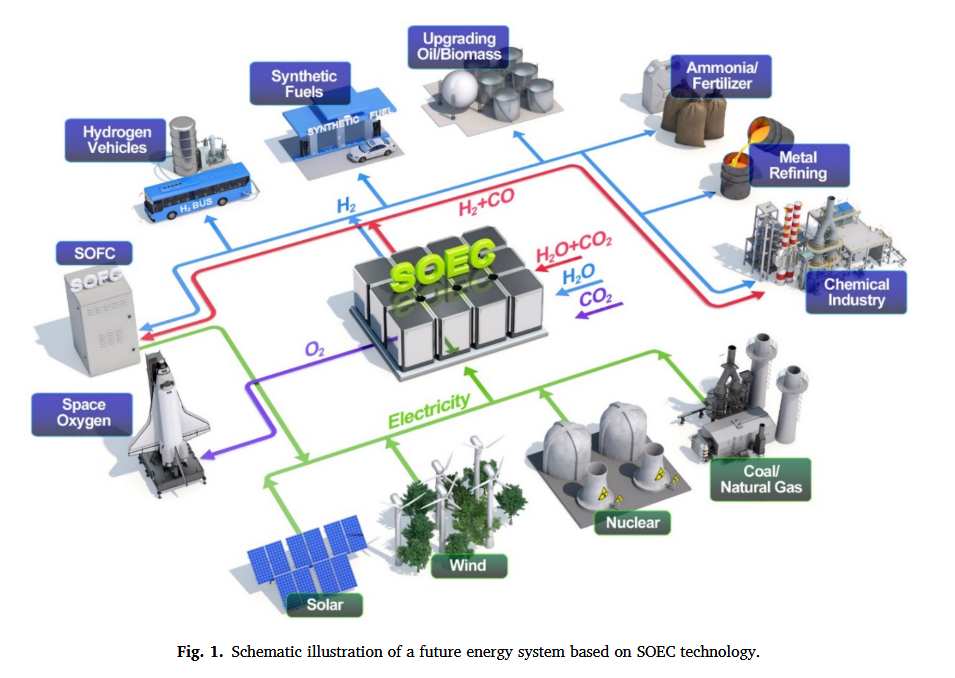 Upgrading
Oil/Biomass
Synthetic
Fuels
Ammonia/
Fertilizer
SYNTHETIC FUEL
Hydrogen
Vehicles
Metal
Refining
H₂ BUS
H₂
H₂+CO
SOFC
SOFC
SOEC
H₂O+CO₂
H₂O
CO₂
Chemical
Industry
O₂
Space
Oxygen
Electricity
Coal/
Natural Gas
Nuclear
Wind
Solar
Fig. 1. Schematic illustration of a future energy system based on SOEC technology.